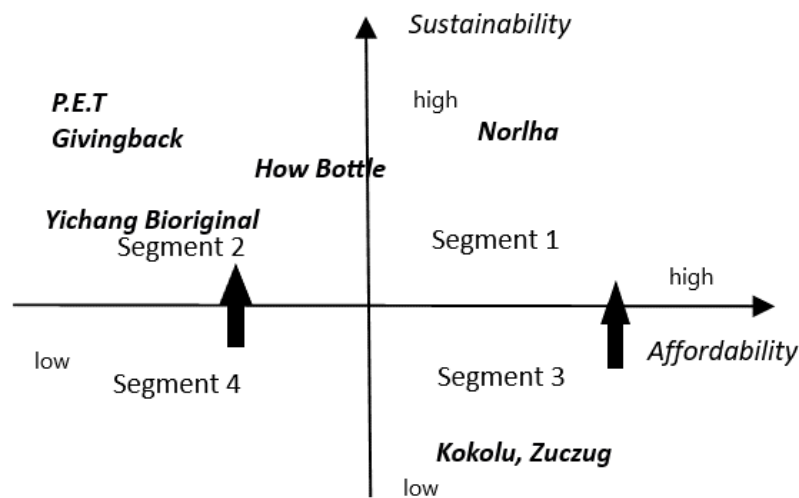 Sustainability
P.E.T
Givingback
high
Norlha
How Bottle
Yichang Bioriginal
Segment 2
Segment 1
high
low
Affordability
Segment 4
Segment 3
Kokolu, Zuczug
low